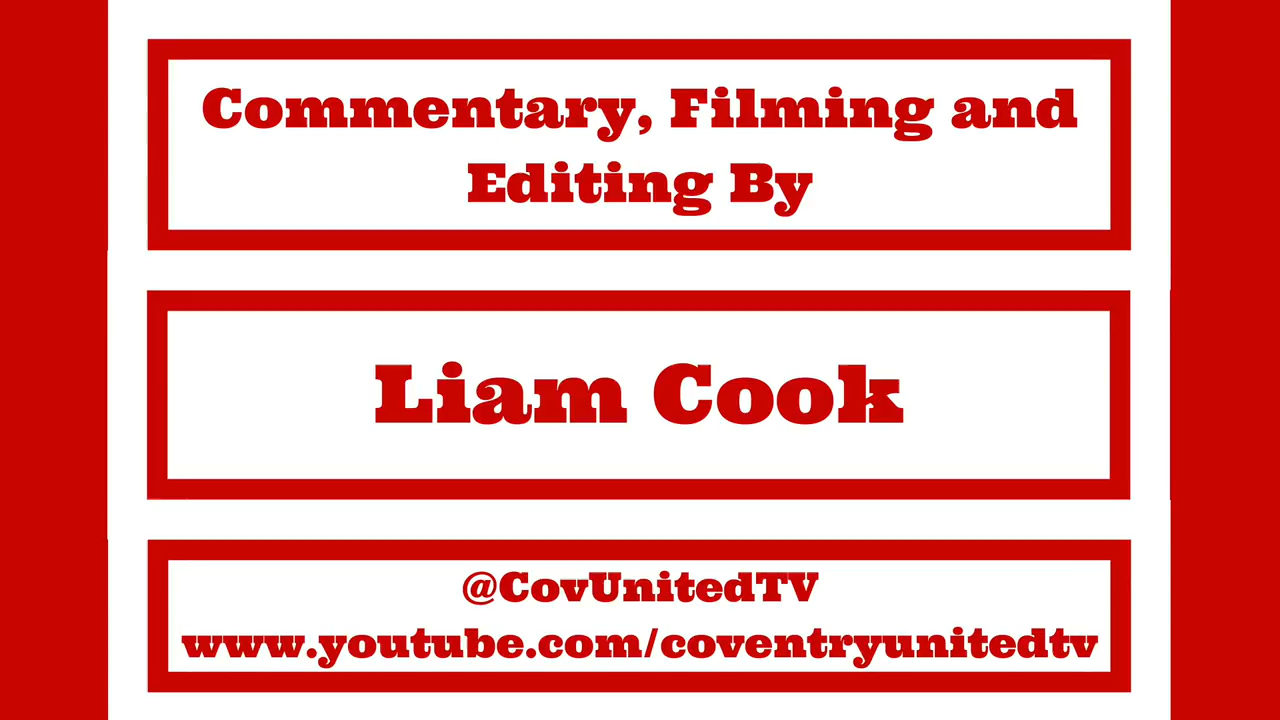 Commentary, Filming and
Editing By
Liam Cook
@CovUnitedTV
www.youtube.com/coventryunitedtv